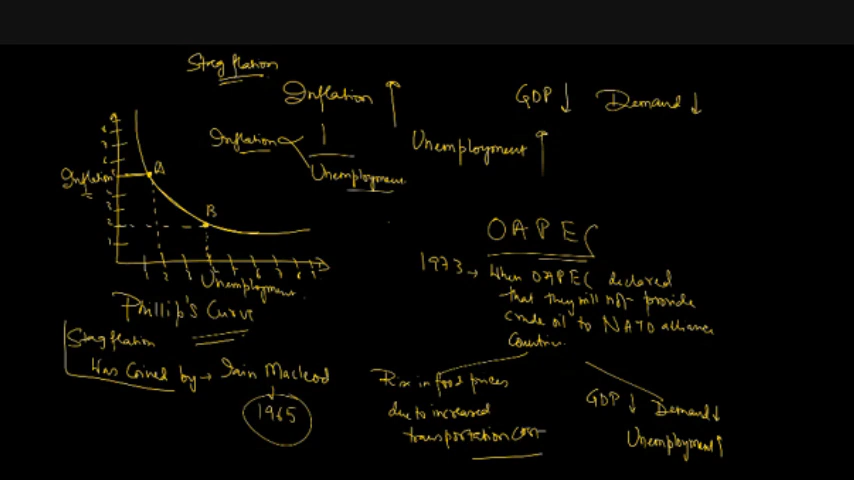 Stagflation
Inflation ↑
GDP ↓ Demand ↓
Inflation ∝ 1
Unemployment
Unemployment ↑
Inflation
A
B
1 2
Unemployment
Phillip's Curve
Stagflation
Was Coined by → Iain Macleod
1965
OAPEC
1973 → When OAPEC declared
that they will not provide
crude oil to NATO alliance
Rise in food prices
due to increased
transportation cost
GDP ↓ Demand ↓
Unemployment ↑